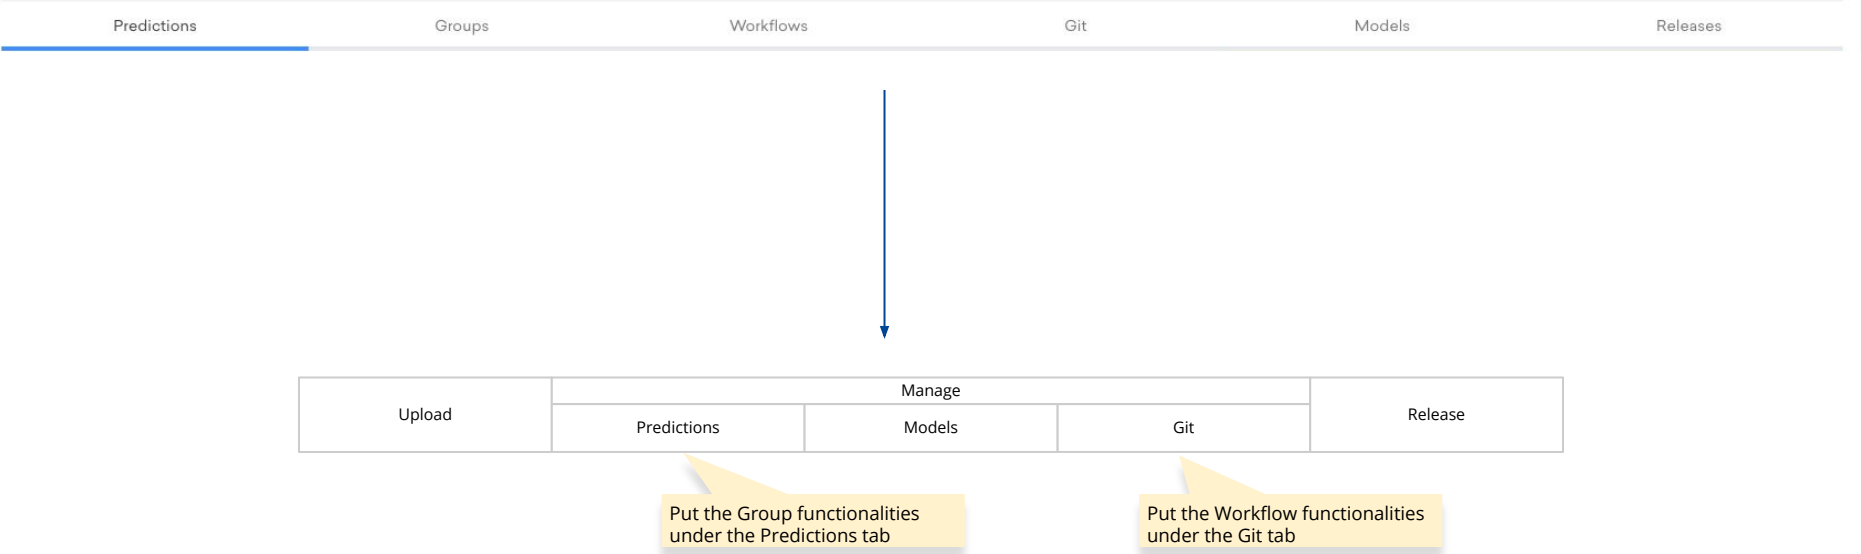 Predictions Groups Workflows Git Models Releases
Manage
Upload Predictions Models Git Release
Put the Group functionalities
under the Predictions tab
Put the Workflow functionalities
under the Git tab